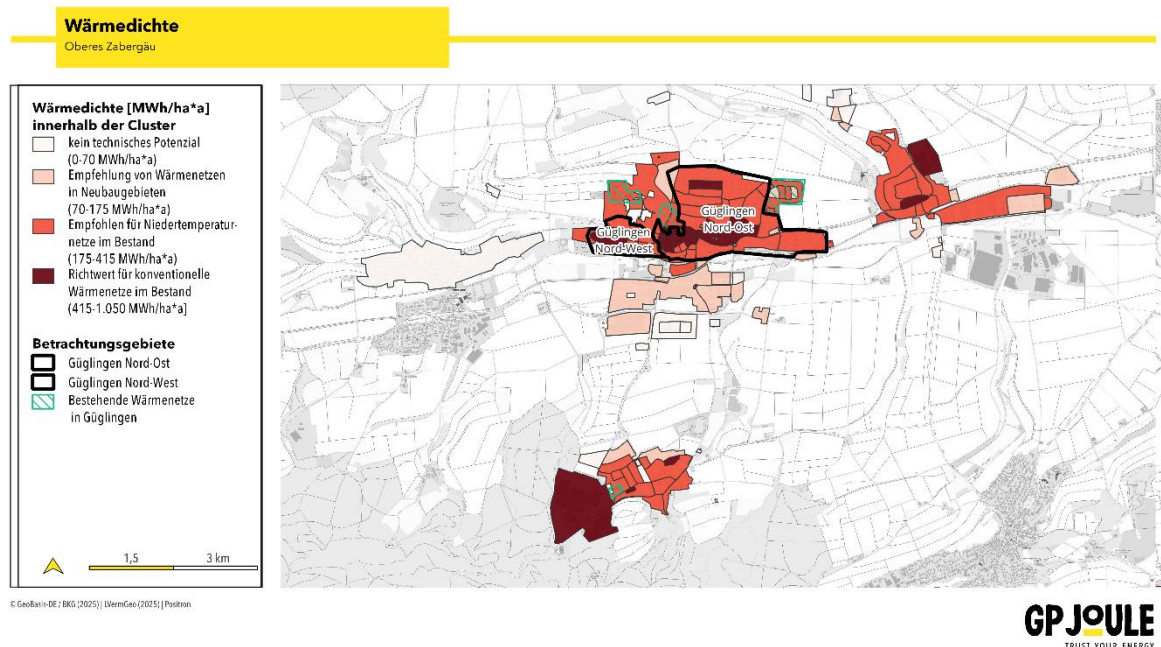 Wärmedichte
Oberes Zabergäu
Wärmedichte [MWh/ha*a]
innerhalb der Cluster
kein technisches Potenzial
(0-70 MWh/ha*a)
Empfehlung von Wärmenetzen
in Neubaugebieten
(70-175 MWh/ha*a)
Empfohlen für Niedertemperatur-
netze im Bestand
(175-415 MWh/ha*a)
Richtwert für konventionelle
Wärmenetze im Bestand
(415-1.050 MWh/ha*a]
Betrachtungsgebiete
Güglingen Nord-Ost
Güglingen Nord-West
Bestehende Wärmenetze
in Güglingen
1,5 3 km
Güglingen
Nord-Ost
Güglingen
Nord-West
© GeoBasis-DE / BKG (2025) | LVermGeo (2025) | Positron
GP JOULE
TRUST YOUR ENERGY